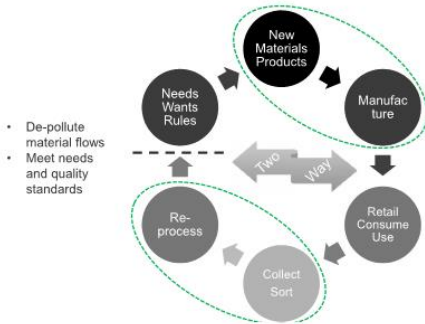 New
Materials
Products
Needs
Wants
Rules
Manufac
ture
• De-pollute
material flows
• Meet needs
and quality
standards
Two
Way
Re-
process
Retail
Consume
Use
Collect
Sort